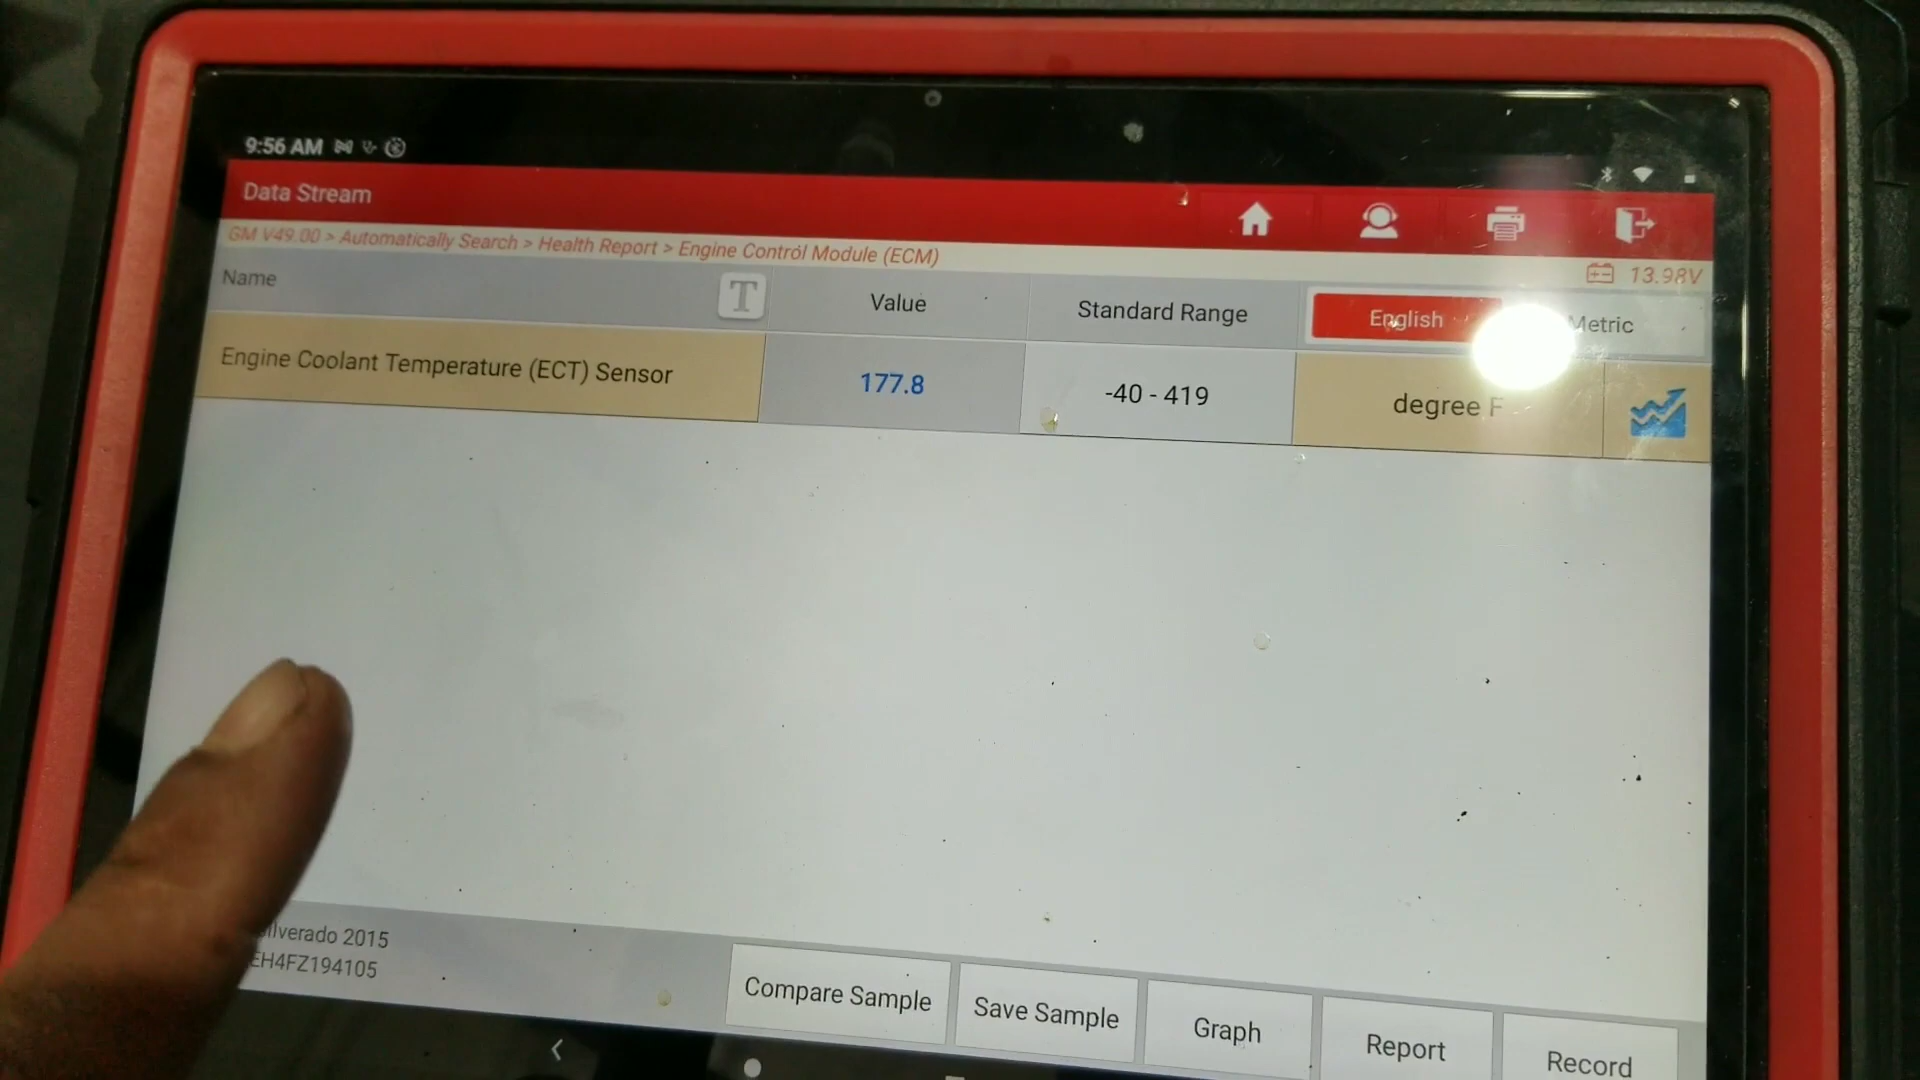 9:56 AM
Data Stream
GM V49.00 > Automatically Search > Health Report > Engine Control Module (ECM)
13.98V
Name
T
Value
Standard Range
English
Metric
Engine Coolant Temperature (ECT) Sensor
177.8
-40 - 419
degree F
ilverado 2015
EH4FZ194105
Compare Sample
Save Sample
Graph
Report
Record